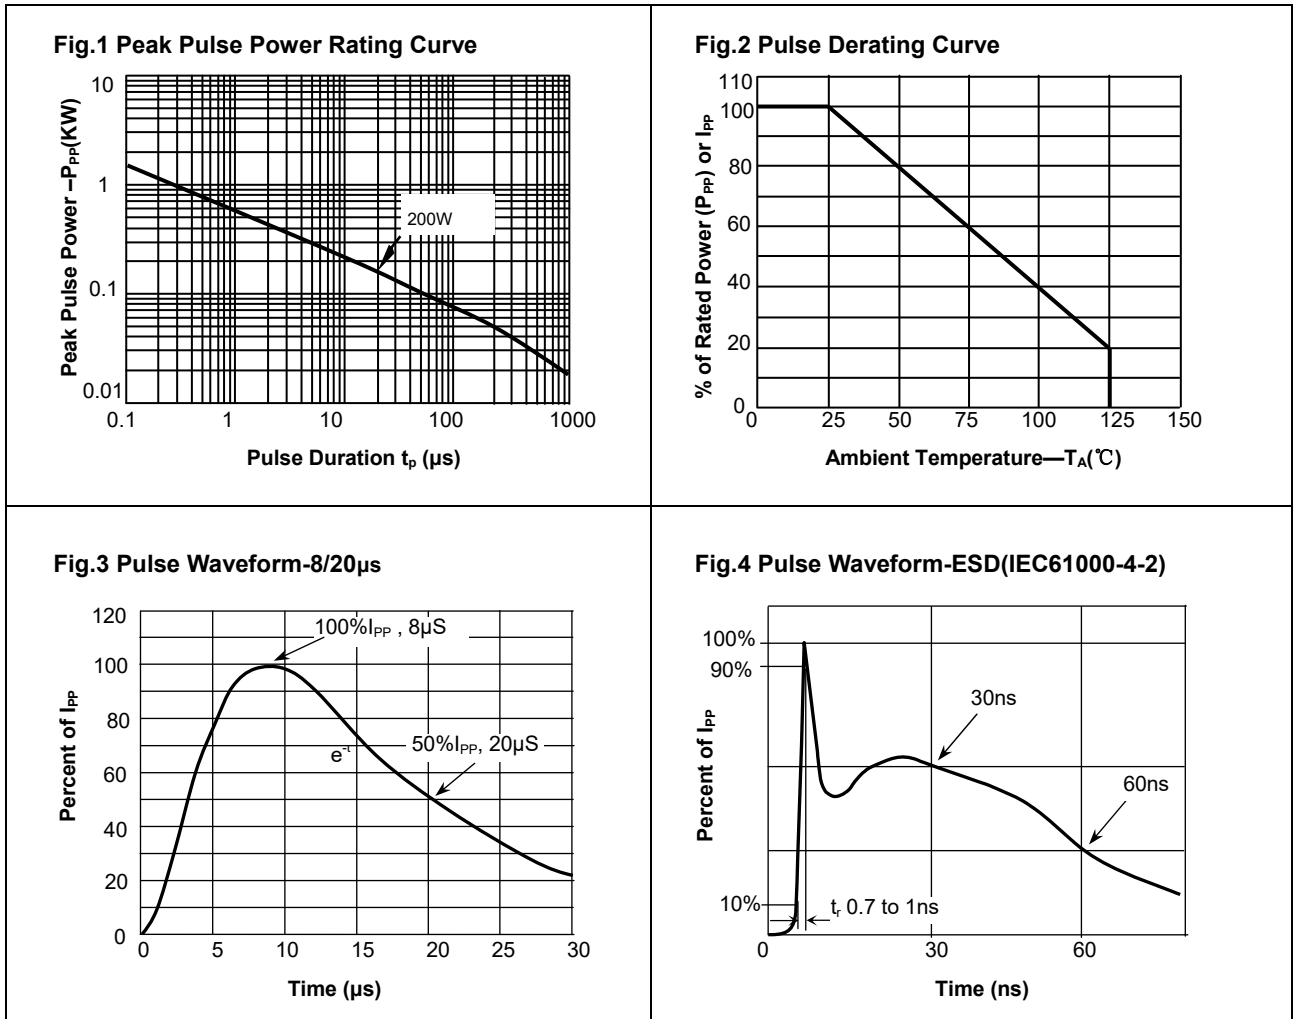 Fig.1 Peak Pulse Power Rating Curve
Peak Pulse Power –PPP(KW)
10
1
0.1
0.01
200W
0.1 1 10 100 1000
Pulse Duration tp (µs)
Fig.2 Pulse Derating Curve
% of Rated Power (PPP) or IPP
110
100
80
60
40
20
0
25 50 75 100 125 150
Ambient Temperature—TA(℃)
Fig.3 Pulse Waveform-8/20µs
Percent of IPP
120
100
80
60
40
20
0
100%IPP , 8µS
e-t
50%IPP, 20µS
0 5 10 15 20 25 30
Time (µs)
Fig.4 Pulse Waveform-ESD(IEC61000-4-2)
Percent of IPP
100%
90%
10%
30ns
60ns
tr 0.7 to 1ns
0 30 60
Time (ns)